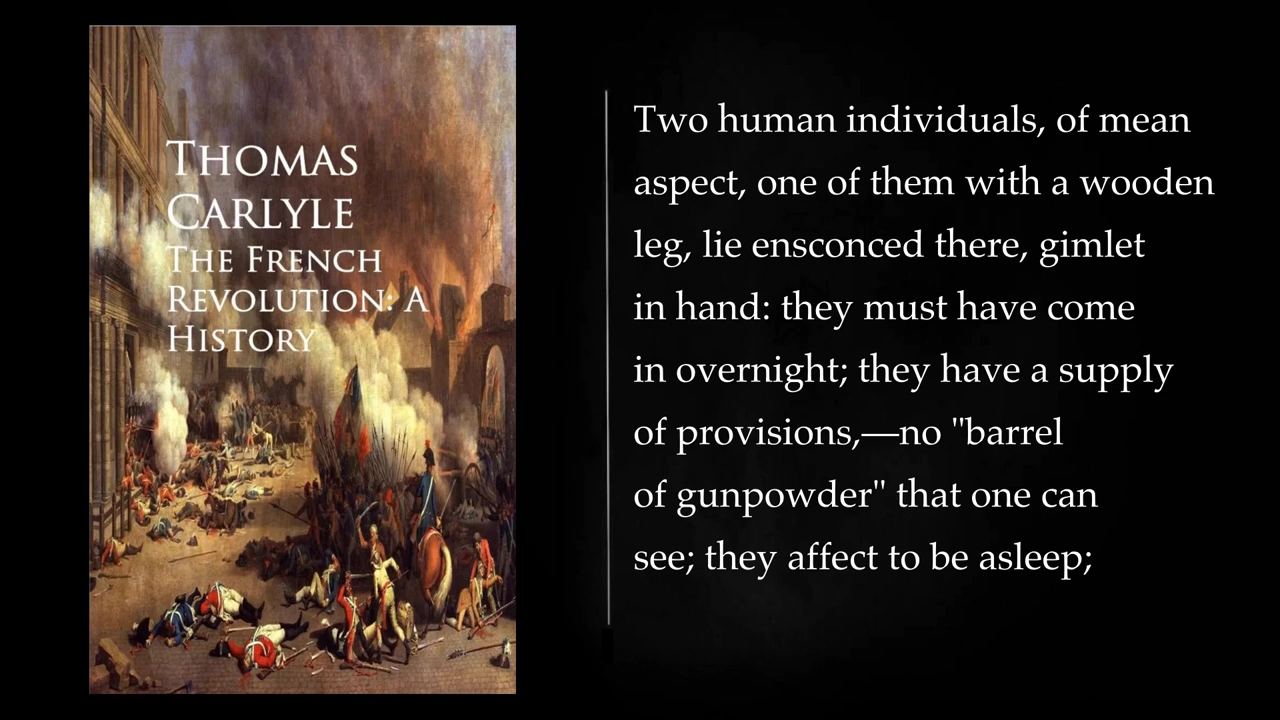 THOMAS
CARLYLE
THE FRENCH
REVOLUTION: A
HISTORY
Two human individuals, of mean
aspect, one of them with a wooden
leg, lie ensconced there, gimlet
in hand: they must have come
in overnight; they have a supply
of provisions,—no "barrel
of gunpowder" that one can
see; they affect to be asleep;